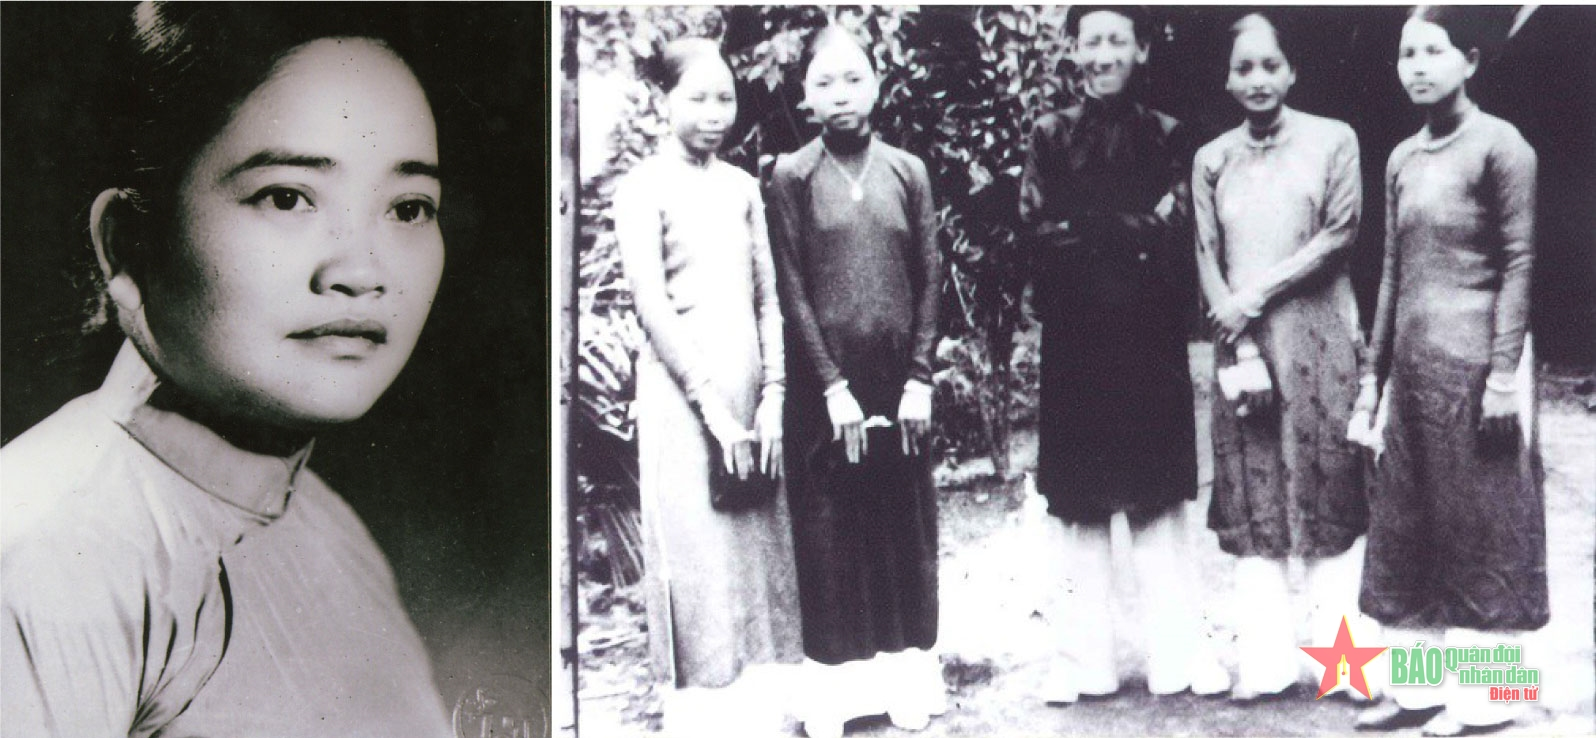 BÁO Quân đội
nhân dân
Điện tử